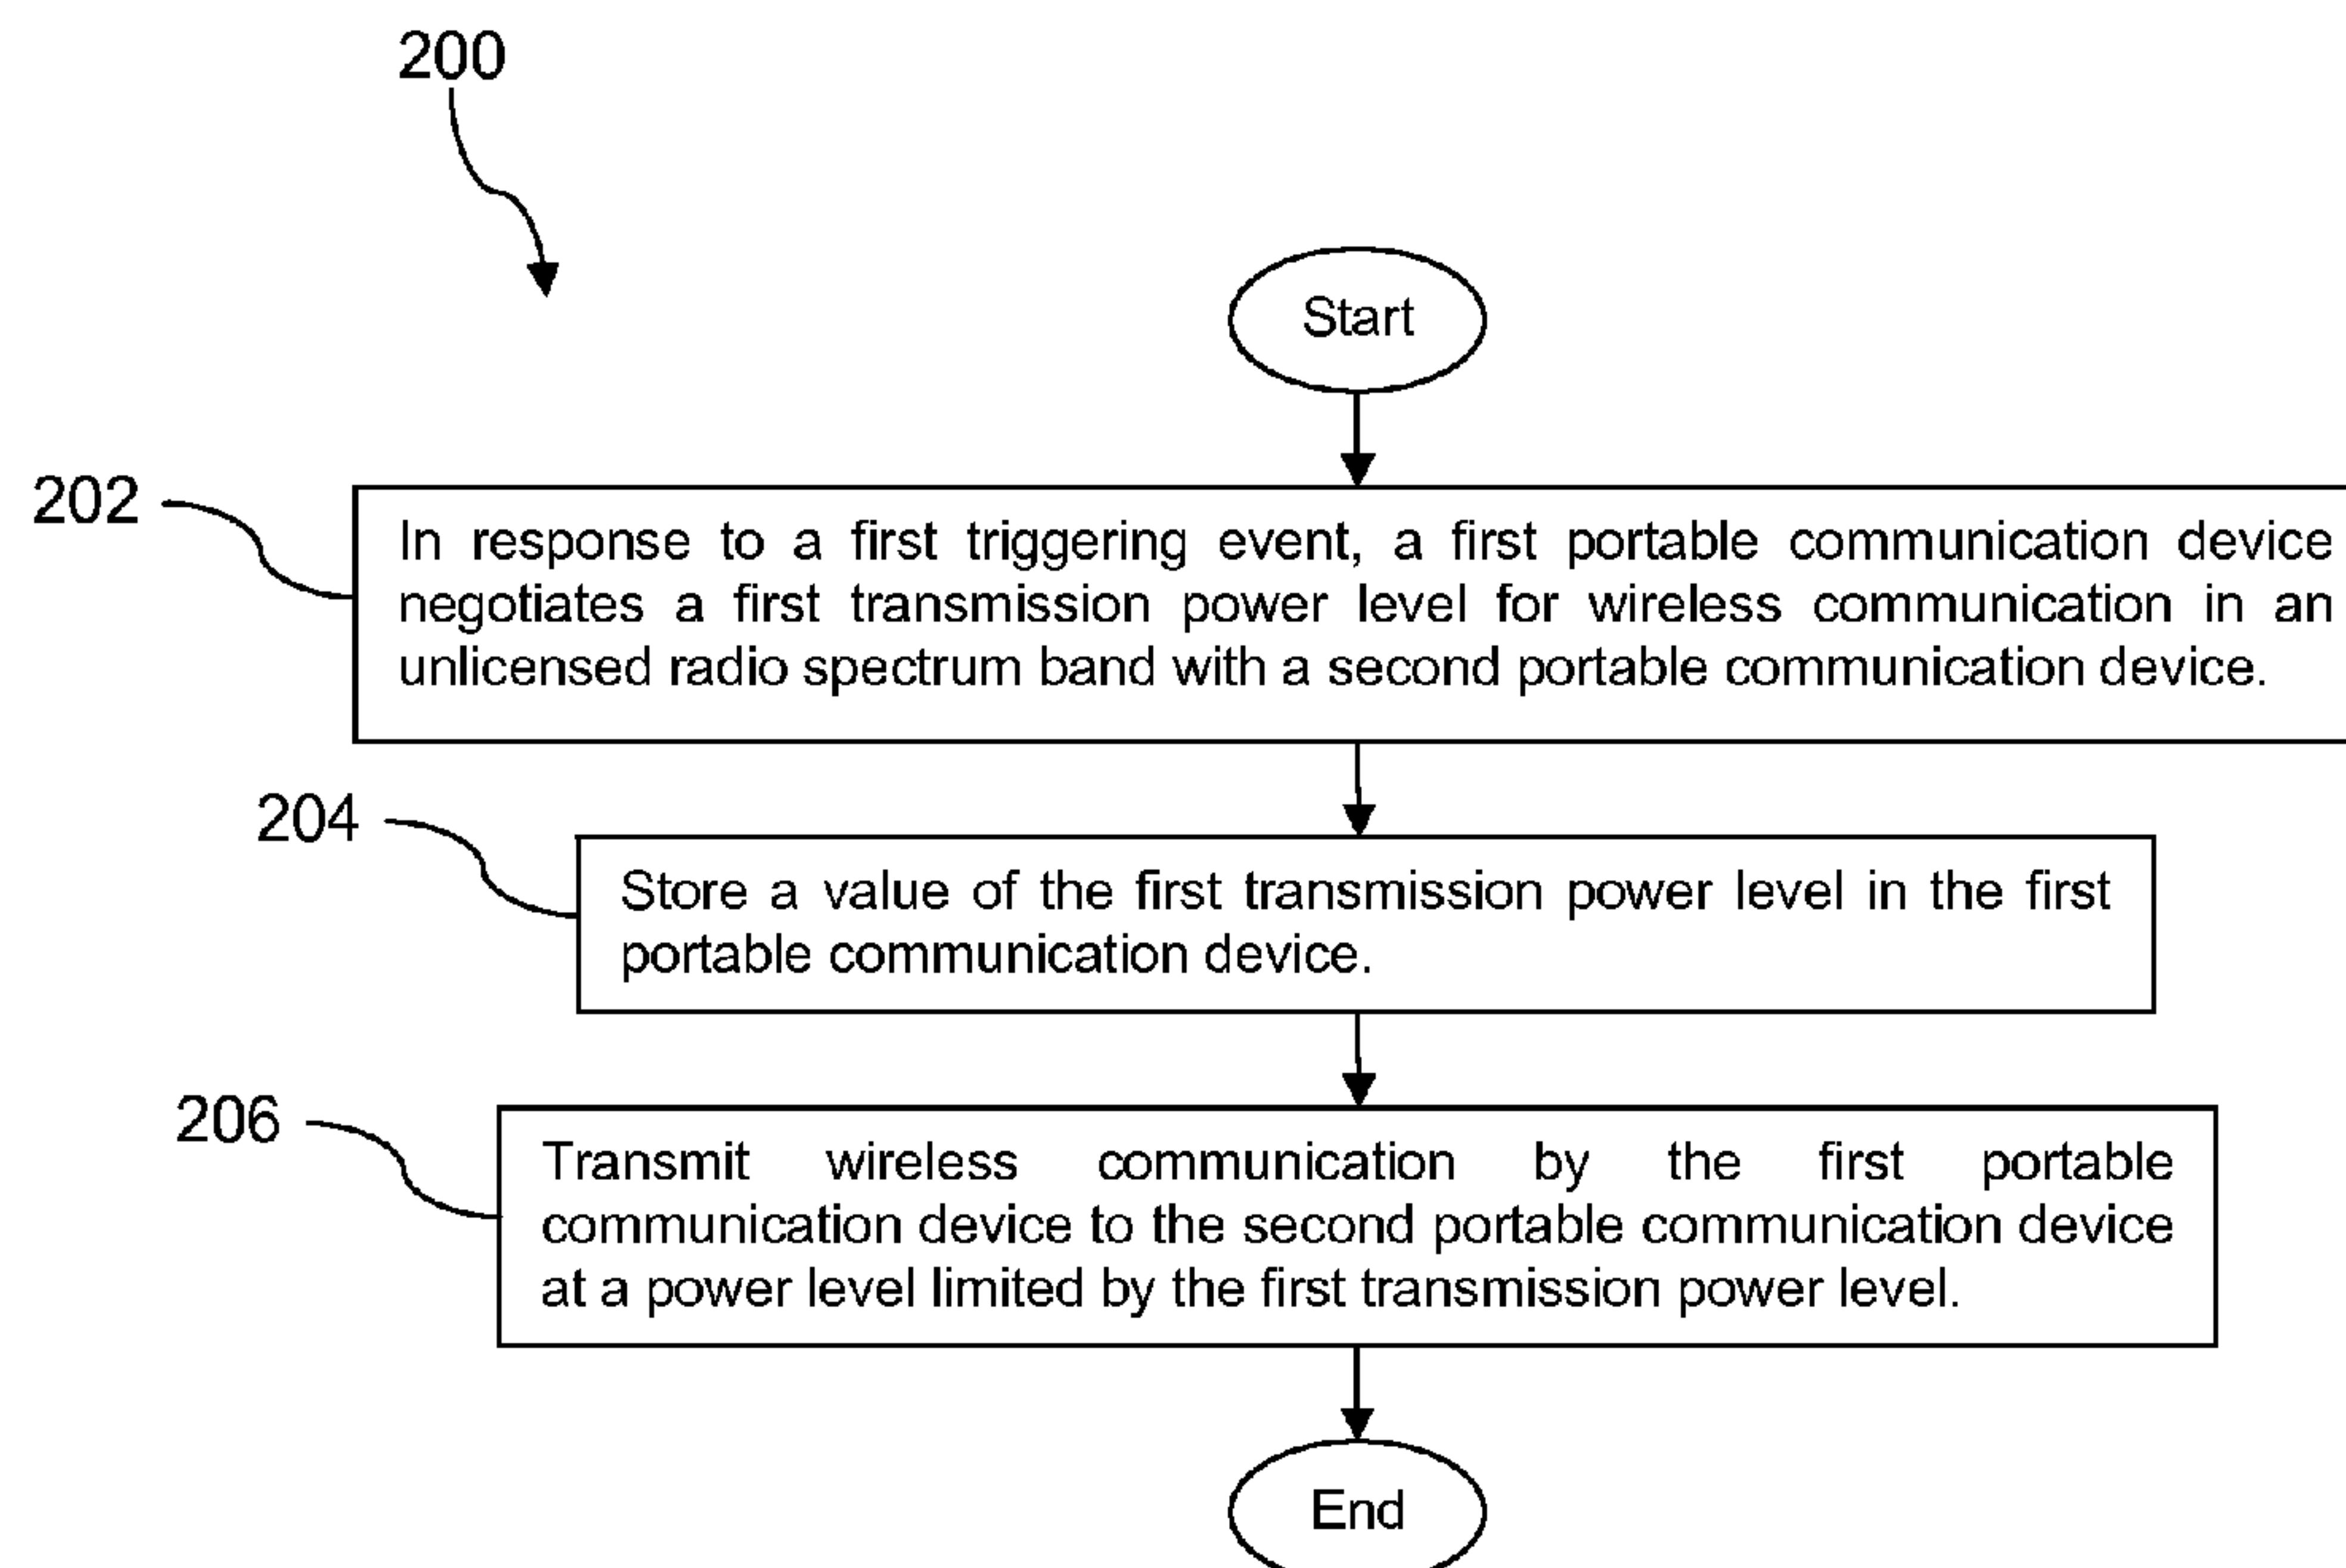 200
Start
202
In response to a first triggering event, a first portable communication device
negotiates a first transmission power level for wireless communication in an
unlicensed radio spectrum band with a second portable communication device.
204
Store a value of the first transmission power level in the first
portable communication device.
206
Transmit wireless communication by the first portable
communication device to the second portable communication device
at a power level limited by the first transmission power level.
End